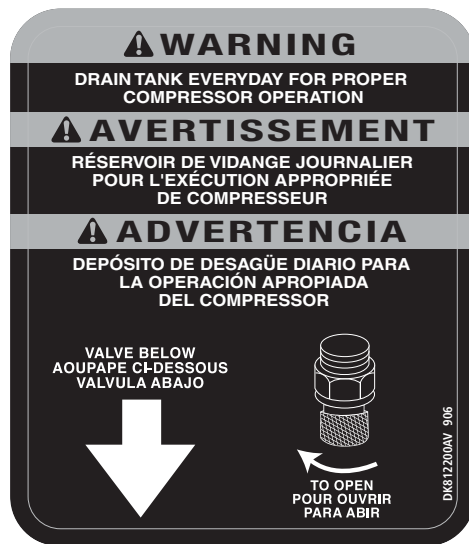 WARNING
DRAIN TANK EVERYDAY FOR PROPER
COMPRESSOR OPERATION
AVERTISSEMENT
RÉSERVOIR DE VIDANGE JOURNALIER
POUR L'EXÉCUTION APPROPRIÉE
DE COMPRESSEUR
ADVERTENCIA
DEPÓSITO DE DESAGÜE DIARIO PARA
LA OPERACIÓN APROPIADA
DEL COMPRESSOR
VALVE BELOW
AOUPAPE CI-DESSOUS
VALVULA ABAJO
TO OPEN
POUR OUVRIR
PARA ABIR
DK812200AV 906